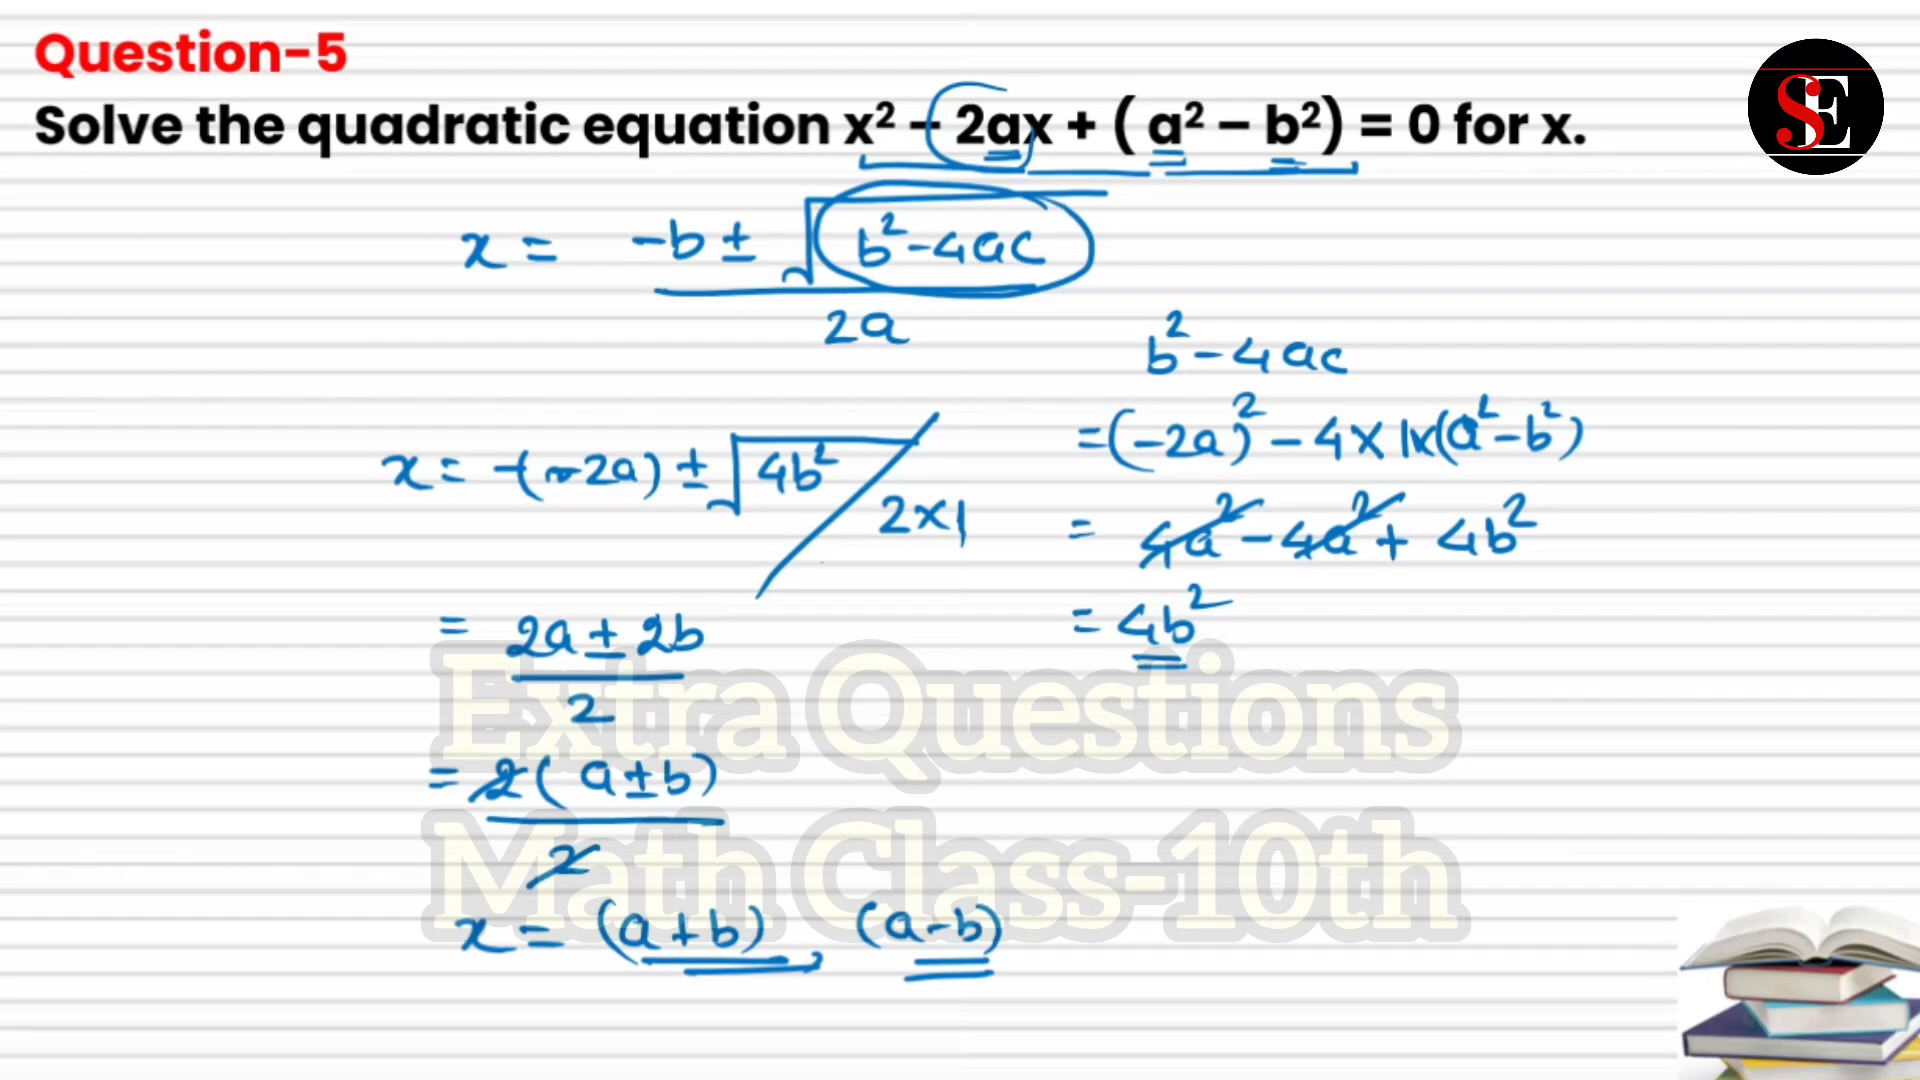 Question-5
SE
Solve the quadratic equation x² - 2ax + ( a² – b²) = 0 for x.
x = -b ± √b²-4ac
2a
b²-4ac
=(-2a)²-4×1×(a²-b²)
x = -(-2a) ± √4b² / 2×1
= 4a²-4a²+ 4b²
= 4b²
= 2a ± 2b
2
= 2( a±b)
2
x = (a+b), (a-b)
Extra Questions
Math Class-10th